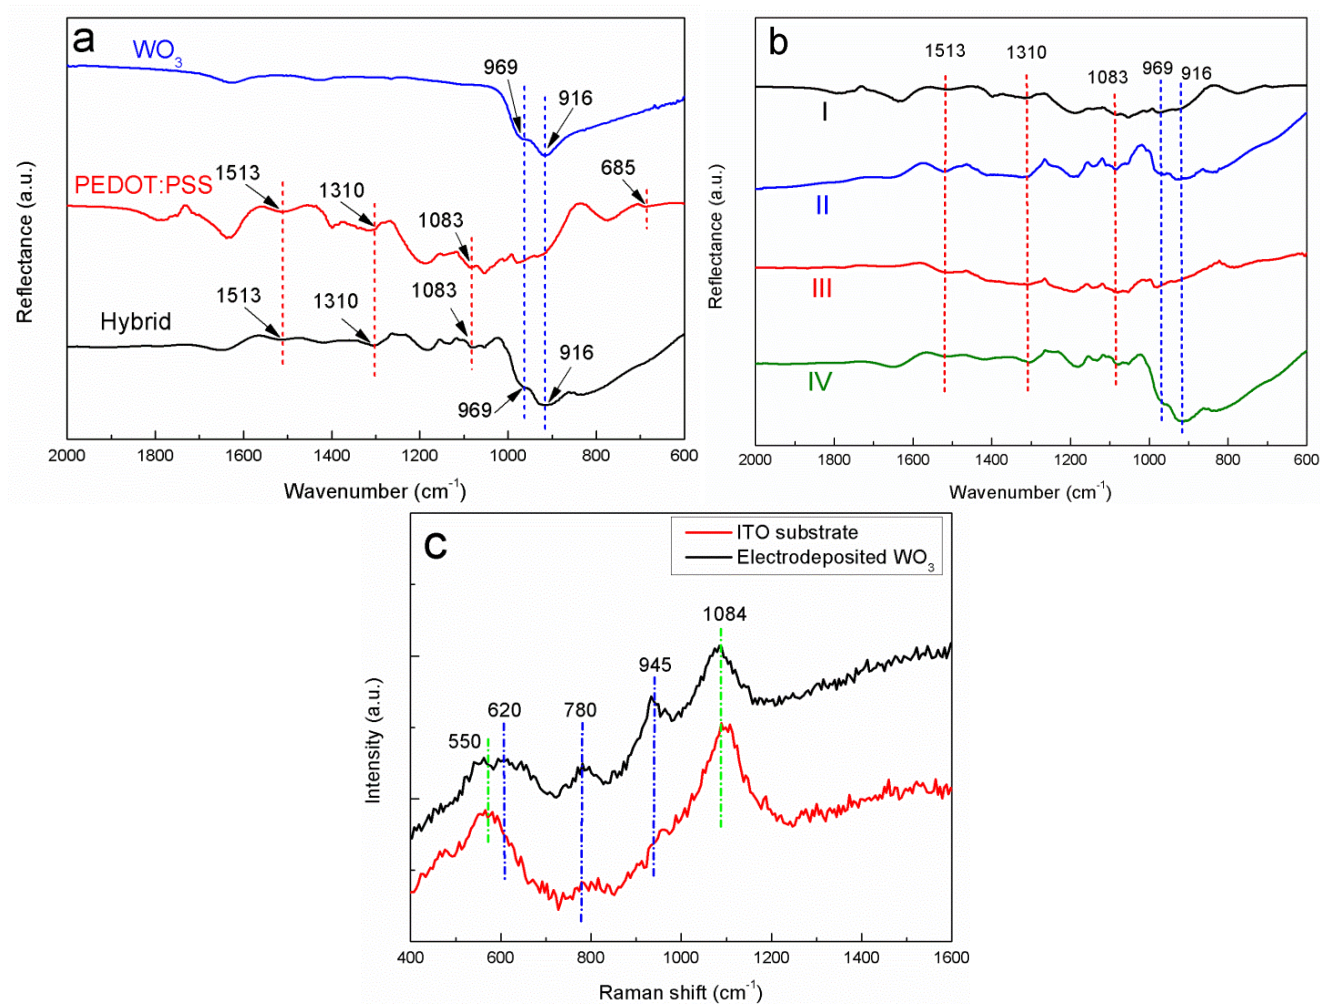 a
WO3
969
916
PEDOT:PSS
1513
1310
1083
685
Hybrid
1513
1310
1083
969
916
Reflectance (a.u.)
2000 1800 1600 1400 1200 1000 800 600
Wavenumber (cm-1)
b
1513 1310 1083 969 916
I
II
III
IV
Reflectance (a.u.)
2000 1800 1600 1400 1200 1000 800 600
Wavenumber (cm-1)
c
ITO substrate
Electrodeposited WO3
1084
945
620 780
550
Intensity (a.u.)
400 600 800 1000 1200 1400 1600
Raman shift (cm-1)